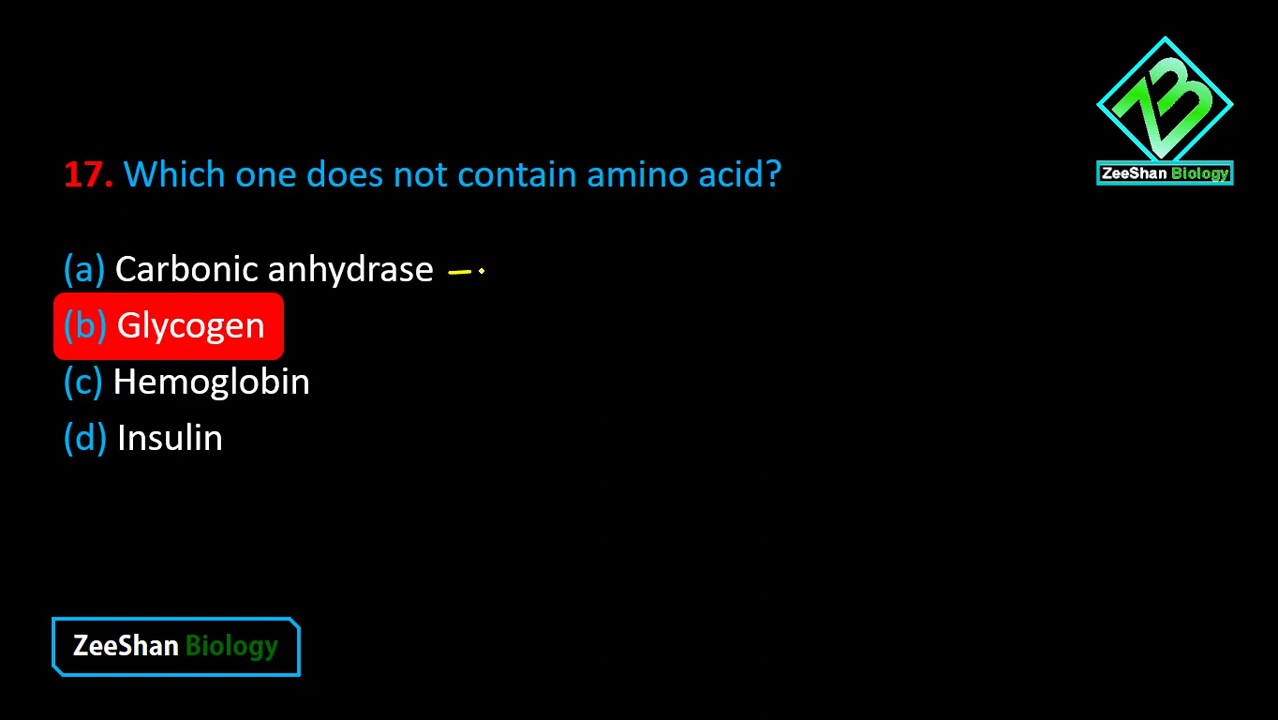 ZeeShan Biology
17. Which one does not contain amino acid?
(a) Carbonic anhydrase
(b) Glycogen
(c) Hemoglobin
(d) Insulin
ZeeShan Biology